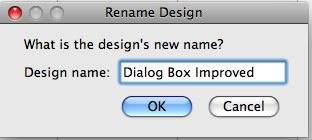 Rename Design
What is the design's new name?
Design name: Dialog Box Improved
OK Cancel